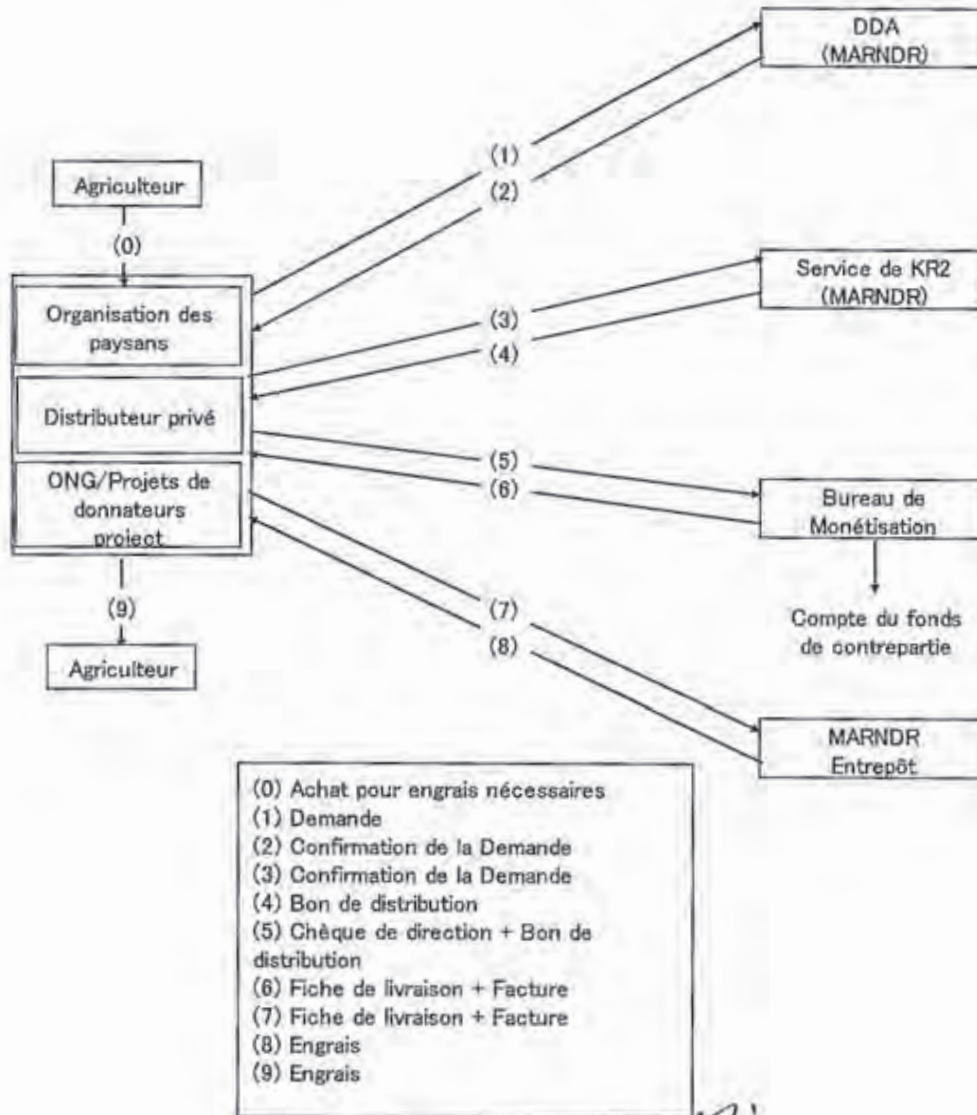 DDA
(MARNDR)
(1)
(2)
Agriculteur
(0)
Organisation des
paysans
Distributeur privé
ONG/Projets de
donnateurs
project
(9)
Agriculteur
Service de KR2
(MARNDR)
(3)
(4)
(5)
(6)
Bureau de
Monétisation
Compte du fonds
de contrepartie
(7)
(8)
MARNDR
Entrepôt
(0) Achat pour engrais nécessaires
(1) Demande
(2) Confirmation de la Demande
(3) Confirmation de la Demande
(4) Bon de distribution
(5) Chèque de direction + Bon de
distribution
(6) Fiche de livraison + Facture
(7) Fiche de livraison + Facture
(8) Engrais
(9) Engrais